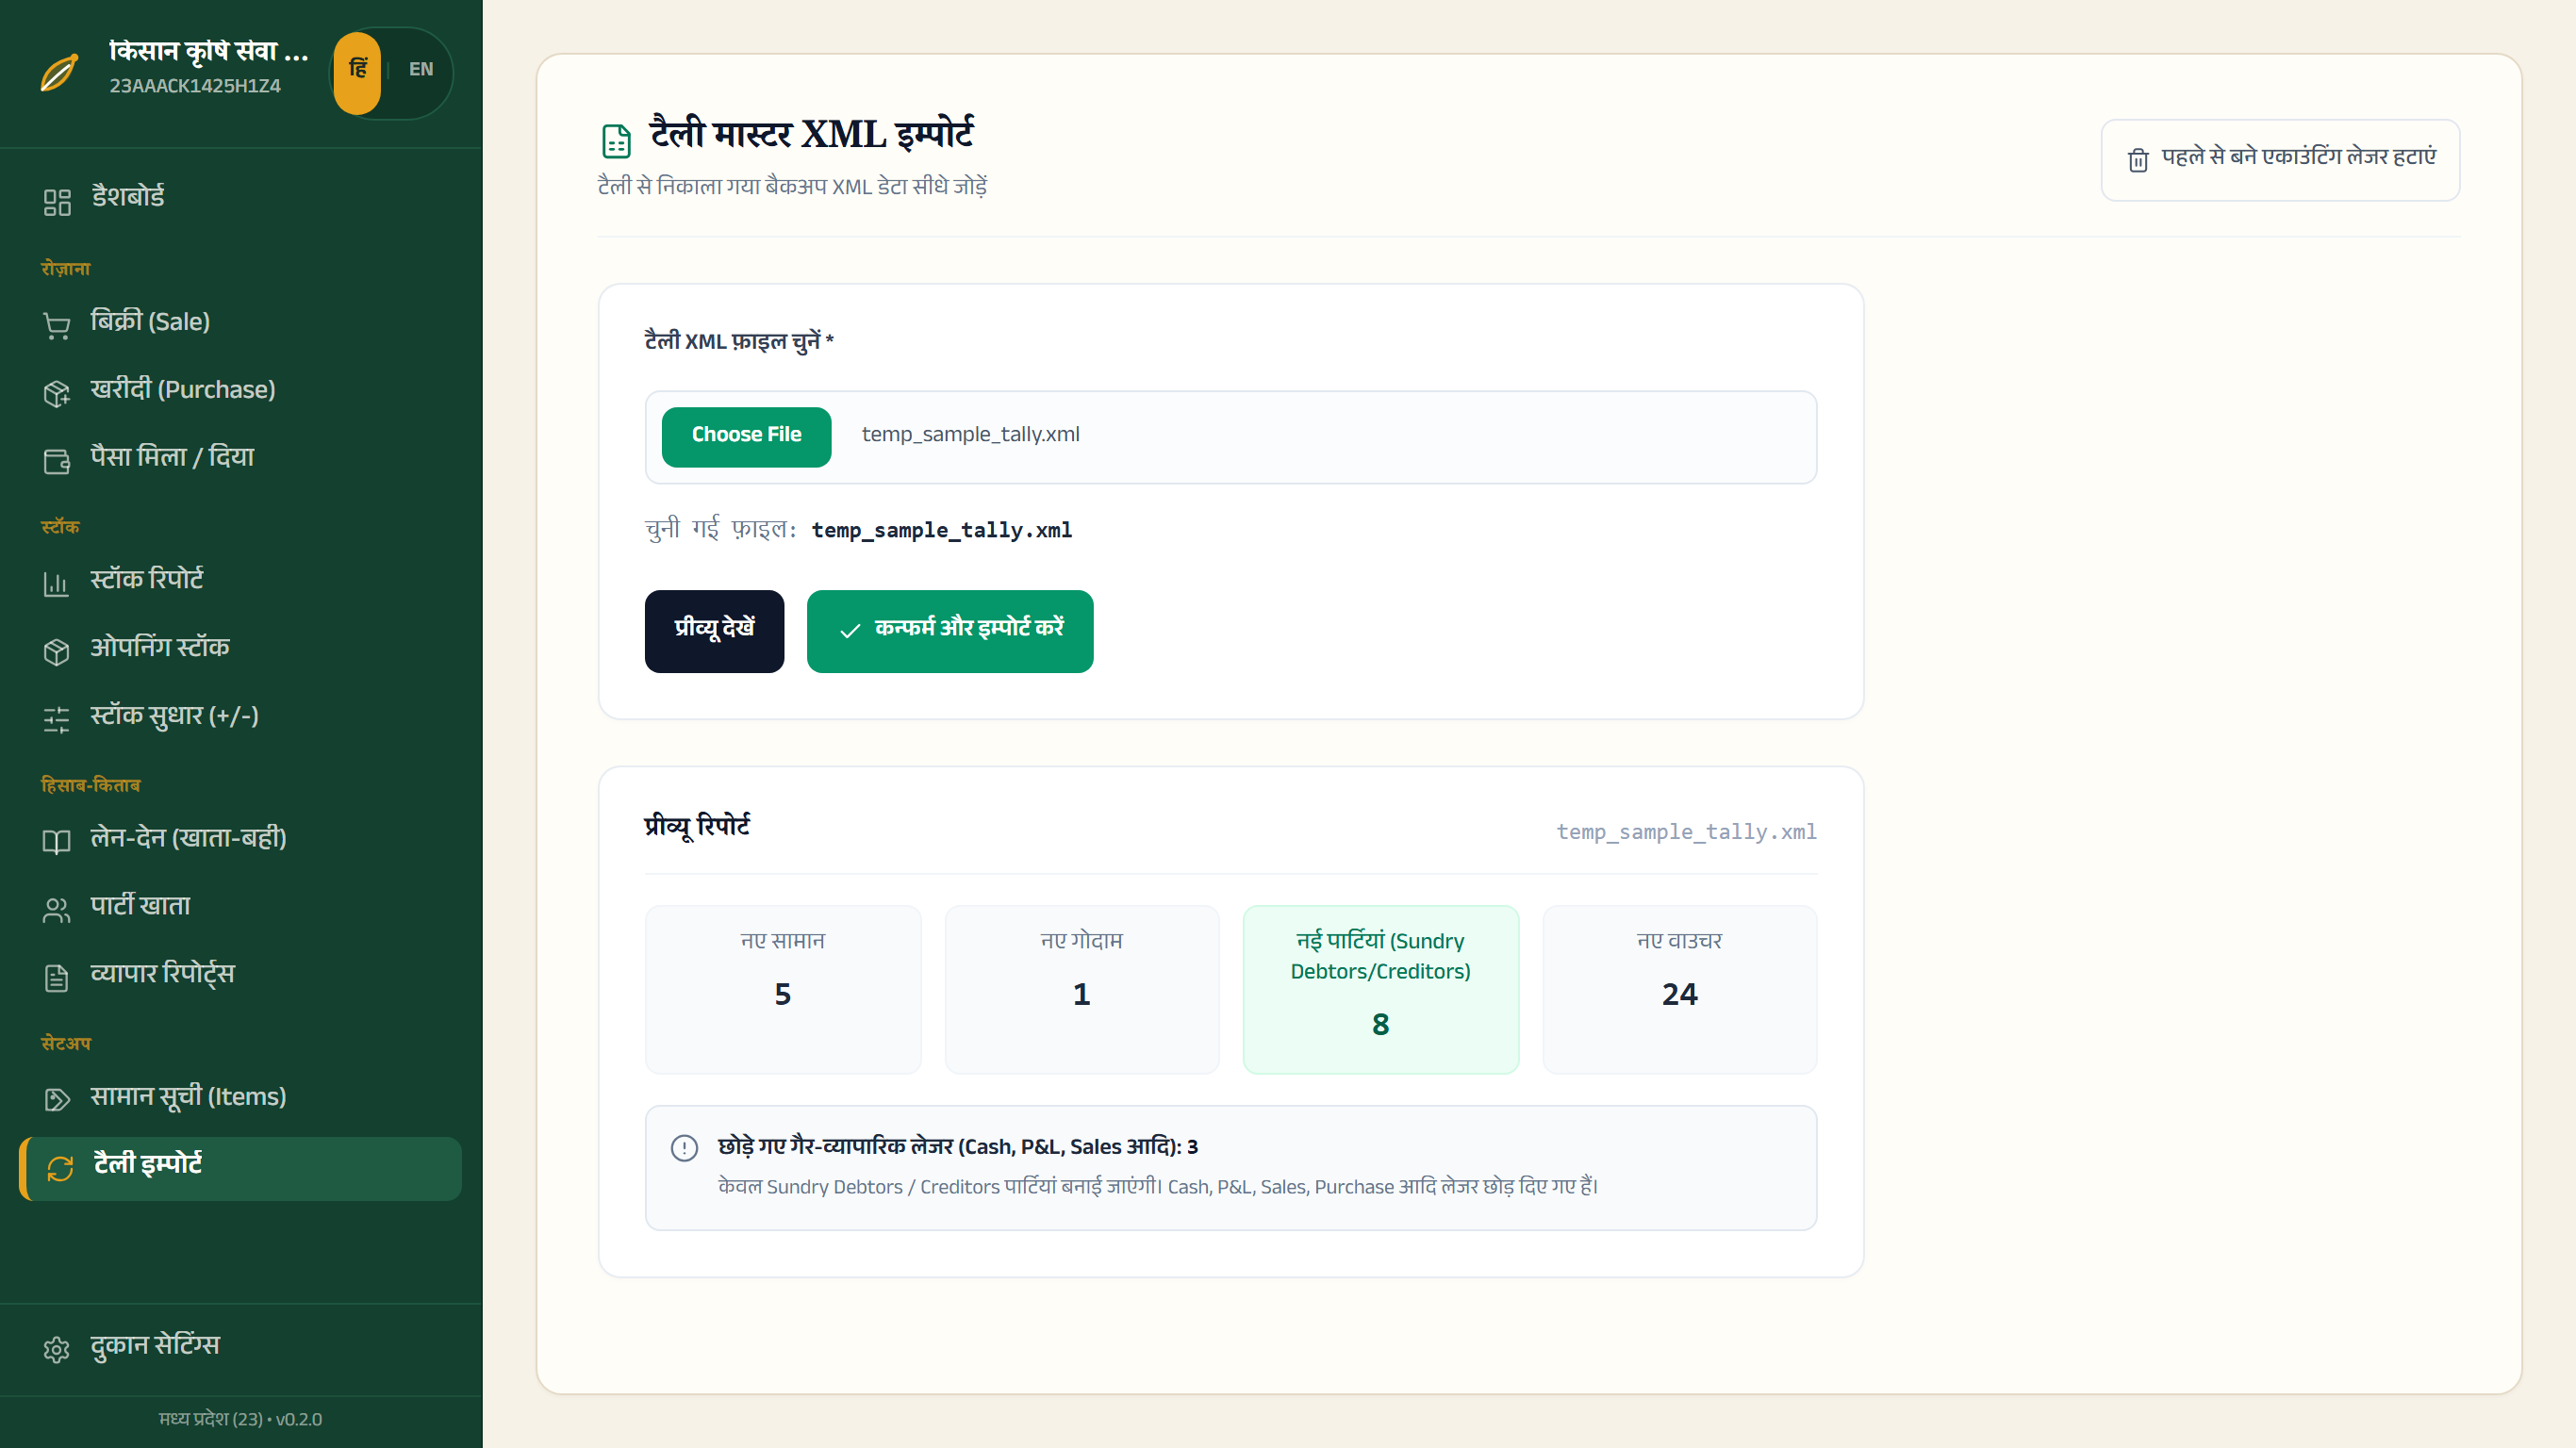 किसान कृषि सेवा ...
23AAACK1425H1Z4
हिं
EN
डैशबोर्ड
रोज़ाना
बिक्री (Sale)
खरीदी (Purchase)
पैसा मिला / दिया
स्टॉक
स्टॉक रिपोर्ट
ओपनिंग स्टॉक
स्टॉक सुधार (+/-)
हिसाब-किताब
लेन-देन (खाता-बही)
पार्टी खाता
व्यापार रिपोर्ट्स
सेटअप
सामान सूची (Items)
टैली इम्पोर्ट
दुकान सेटिंग्स
मध्य प्रदेश (23) • v0.2.0
टैली मास्टर XML इम्पोर्ट
टैली से निकाला गया बैकअप XML डेटा सीधे जोड़ें
पहले से बने एकाउंटिंग लेजर हटाएं
टैली XML फ़ाइल चुनें *
Choose File
temp_sample_tally.xml
चुनी गई फ़ाइल: temp_sample_tally.xml
प्रीव्यू देखें
कन्फर्म और इम्पोर्ट करें
प्रीव्यू रिपोर्ट
temp_sample_tally.xml
नए सामान
5
नए गोदाम
1
नई पार्टियां (Sundry
Debtors/Creditors)
8
नए वाउचर
24
छोड़े गए गैर-व्यापारिक लेजर (Cash, P&L, Sales आदि): 3
केवल Sundry Debtors / Creditors पार्टियां बनाई जाएंगी। Cash, P&L, Sales, Purchase आदि लेजर छोड़ दिए गए हैं।